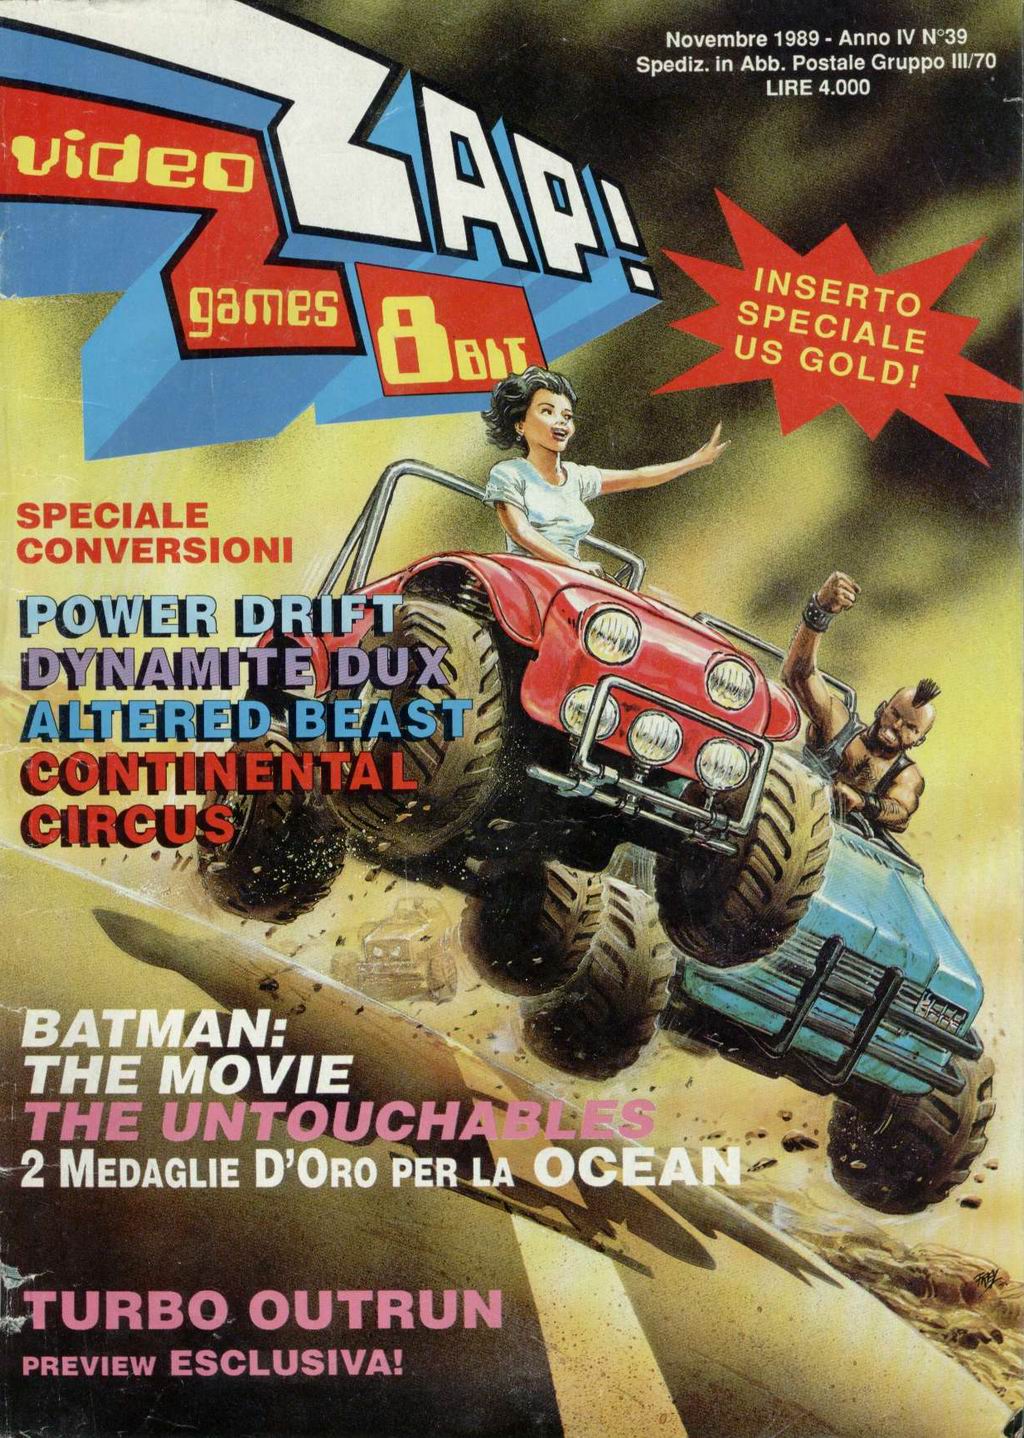 Novembre 1989 - Anno IV N°39
Spediz. in Abb. Postale Gruppo III/70
LIRE 4.000
ZAP!
video
games
8 BIT
INSERTO
SPECIALE
US GOLD!
SPECIALE
CONVERSIONI
POWER DRIFT
DYNAMITE DUX
ALTERED BEAST
CONTINENTAL
CIRCUS
BATMAN:
THE MOVIE
THE UNTOUCHABLES
2 MEDAGLIE D'ORO PER LA OCEAN
FREY
TURBO OUTRUN
PREVIEW ESCLUSIVA!